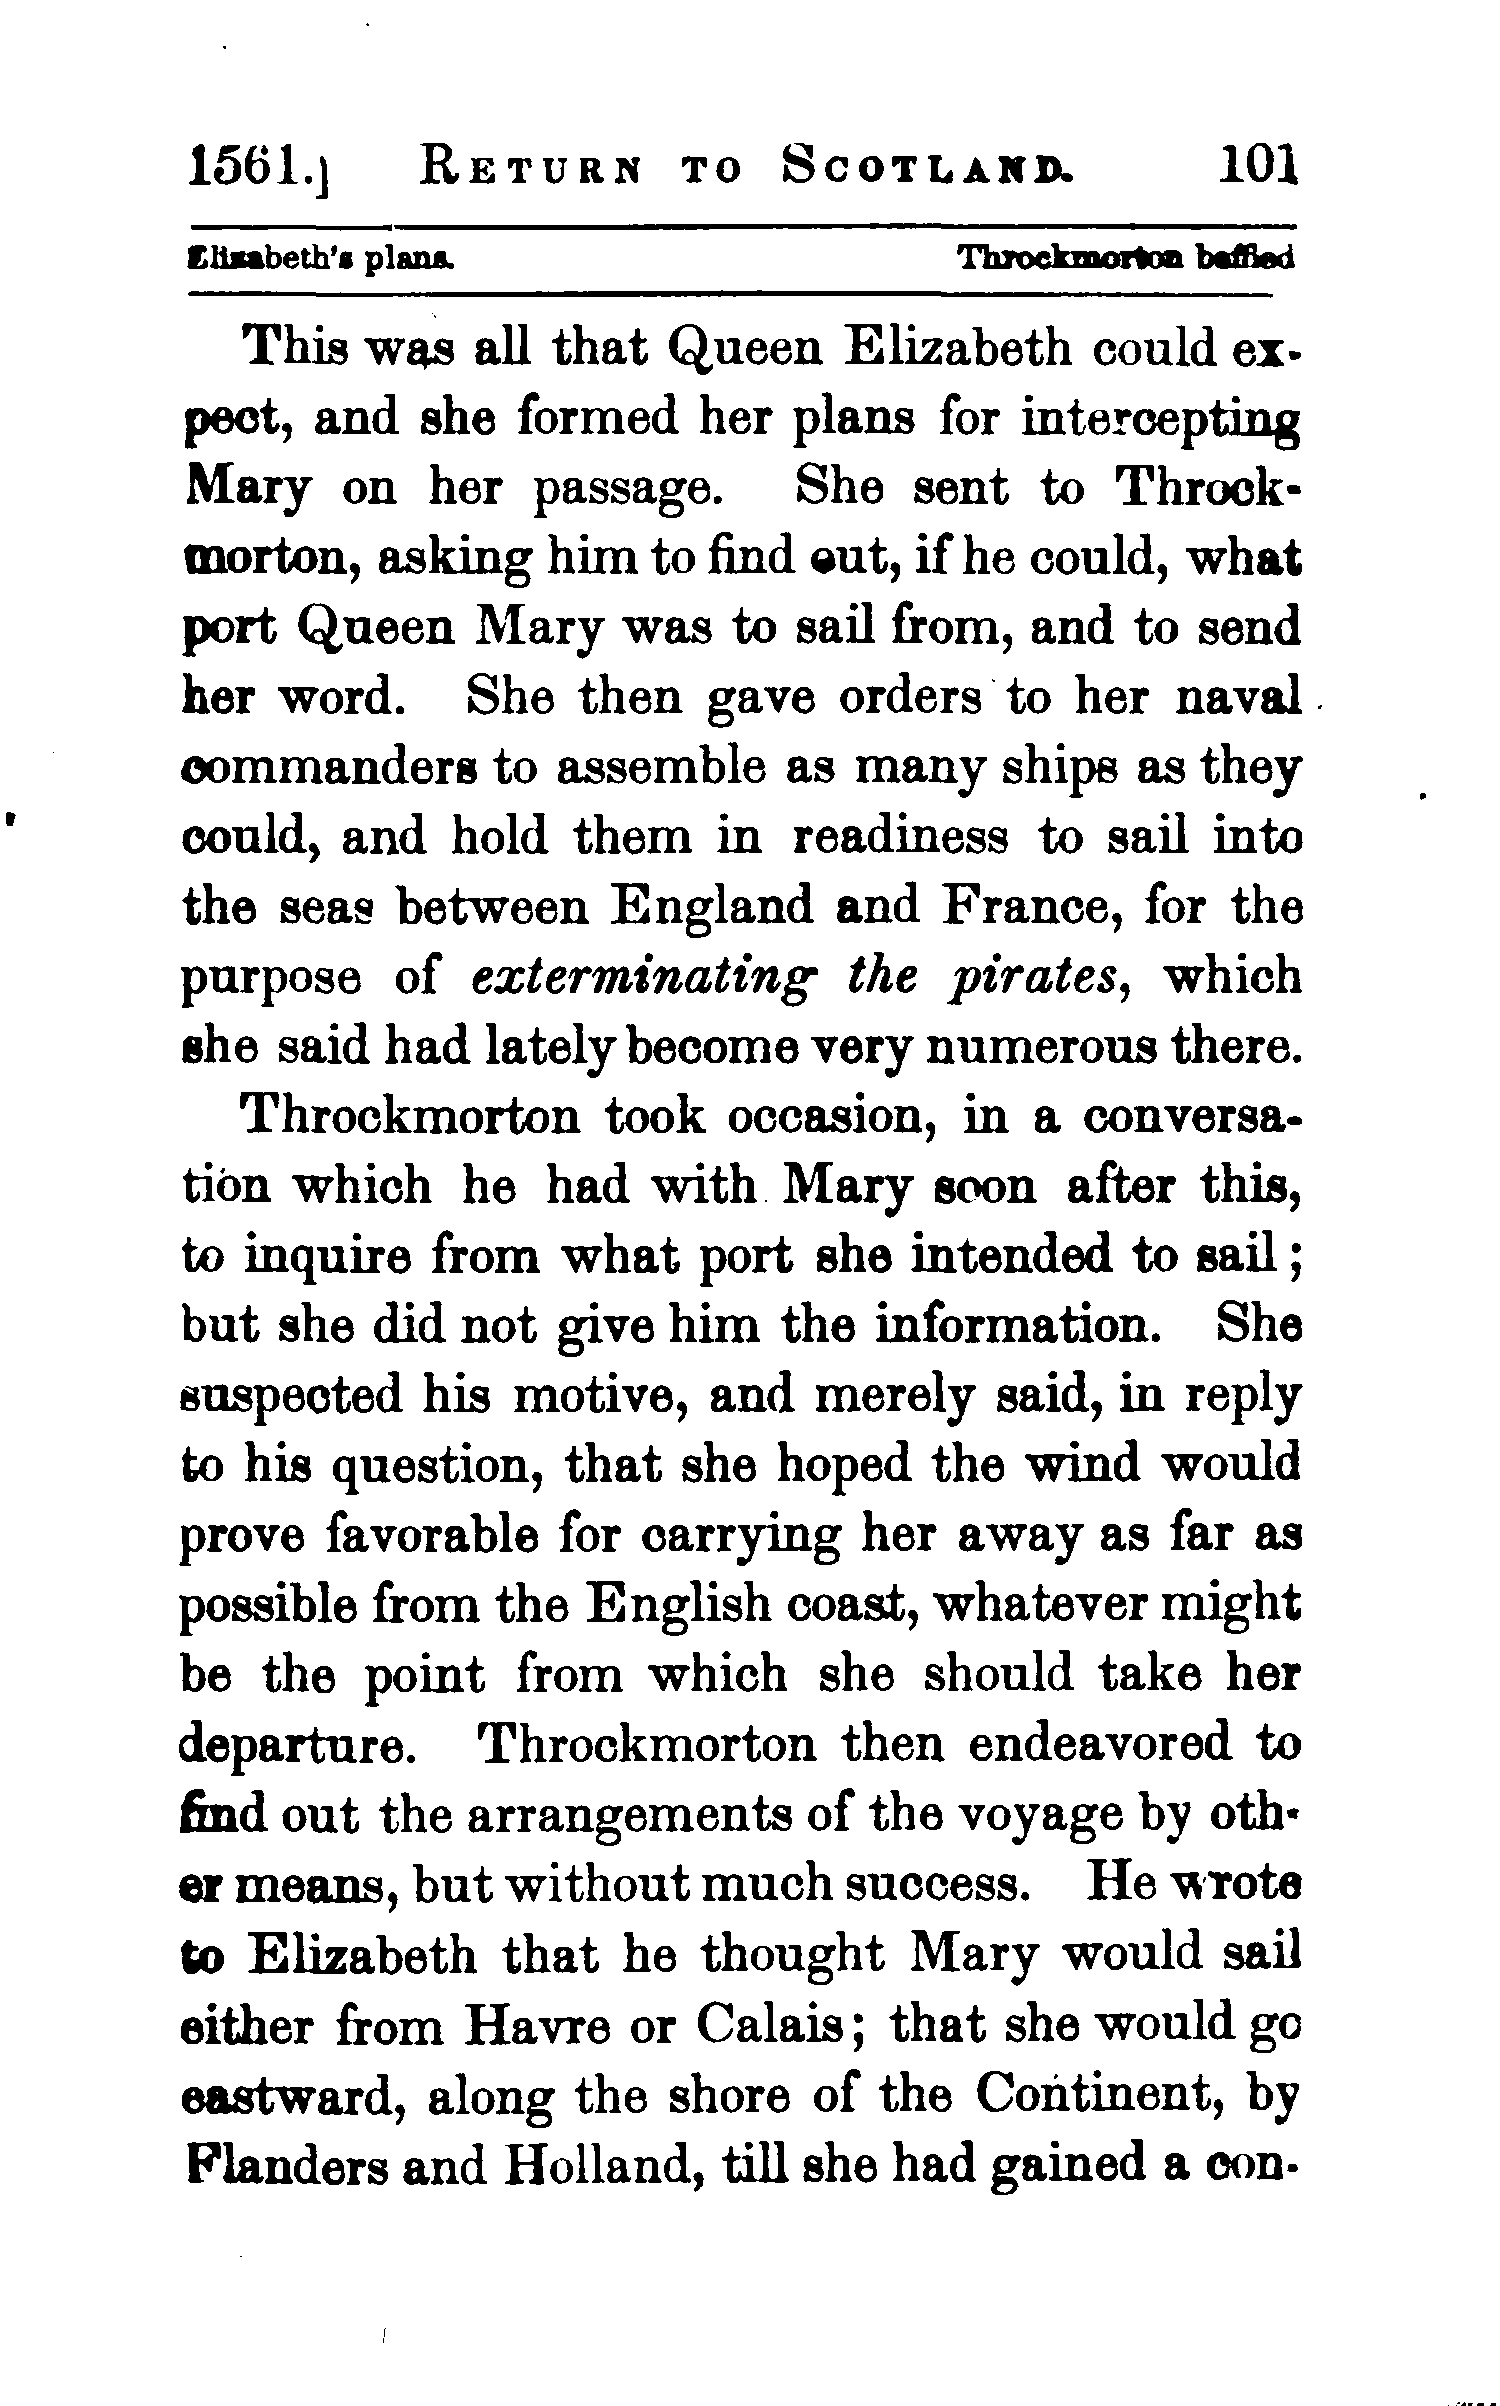 1561.] RETURN TO SCOTLAND. 101
Elizabeth's plans. Throckmorton baffled
This was all that Queen Elizabeth could ex-
pect, and she formed her plans for intercepting
Mary on her passage. She sent to Throck-
morton, asking him to find out, if he could, what
port Queen Mary was to sail from, and to send
her word. She then gave orders to her naval
commanders to assemble as many ships as they
could, and hold them in readiness to sail into
the seas between England and France, for the
purpose of exterminating the pirates, which
she said had lately become very numerous there.
Throckmorton took occasion, in a conversa-
tion which he had with Mary soon after this,
to inquire from what port she intended to sail;
but she did not give him the information. She
suspected his motive, and merely said, in reply
to his question, that she hoped the wind would
prove favorable for carrying her away as far as
possible from the English coast, whatever might
be the point from which she should take her
departure. Throckmorton then endeavored to
find out the arrangements of the voyage by oth-
er means, but without much success. He wrote
to Elizabeth that he thought Mary would sail
either from Havre or Calais; that she would go
eastward, along the shore of the Continent, by
Flanders and Holland, till she had gained a con-